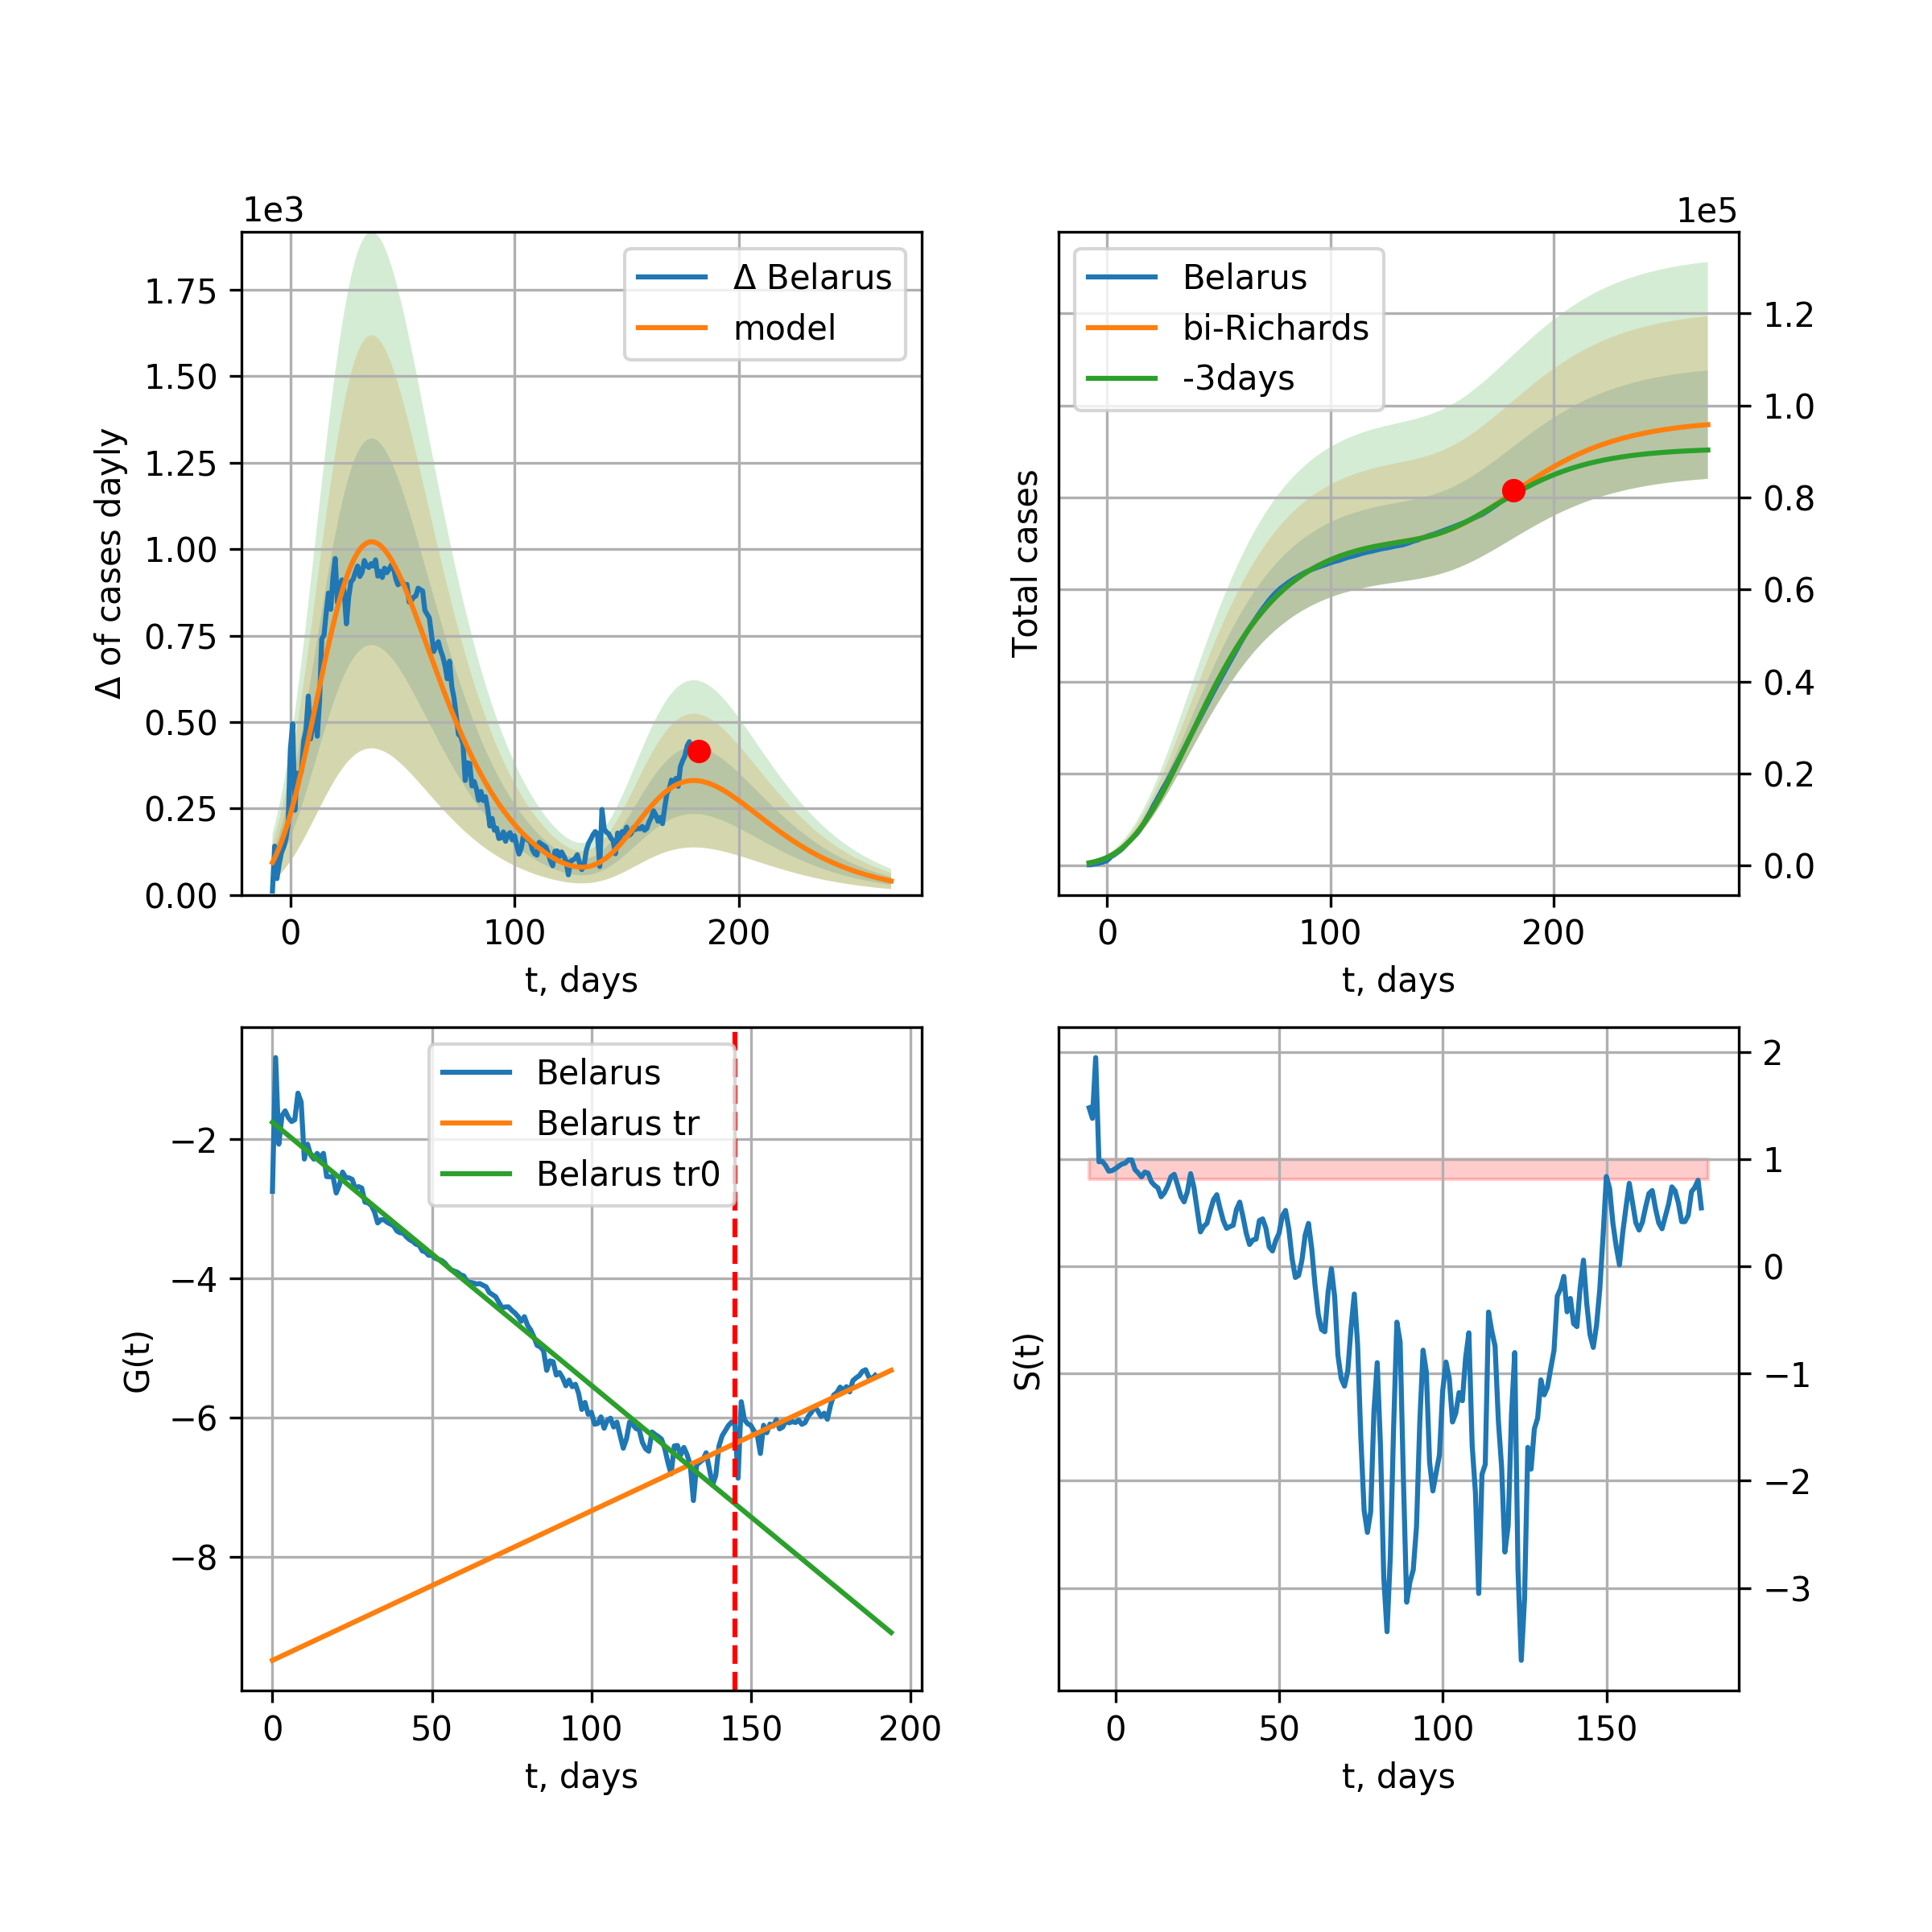 1e3
1.75
1.50
1.25
1.00
0.75
0.50
0.25
0.00
Δ of cases dayly
Δ Belarus
model
0 100 200
t, days
1e5
Belarus
bi-Richards
-3days
1.2
1.0
0.8
0.6
0.4
0.2
0.0
Total cases
0 100 200
t, days
−2
−4
−6
−8
G(t)
Belarus
Belarus tr
Belarus tr0
0 50 100 150 200
t, days
2
1
0
−1
−2
−3
S(t)
0 50 100 150
t, days